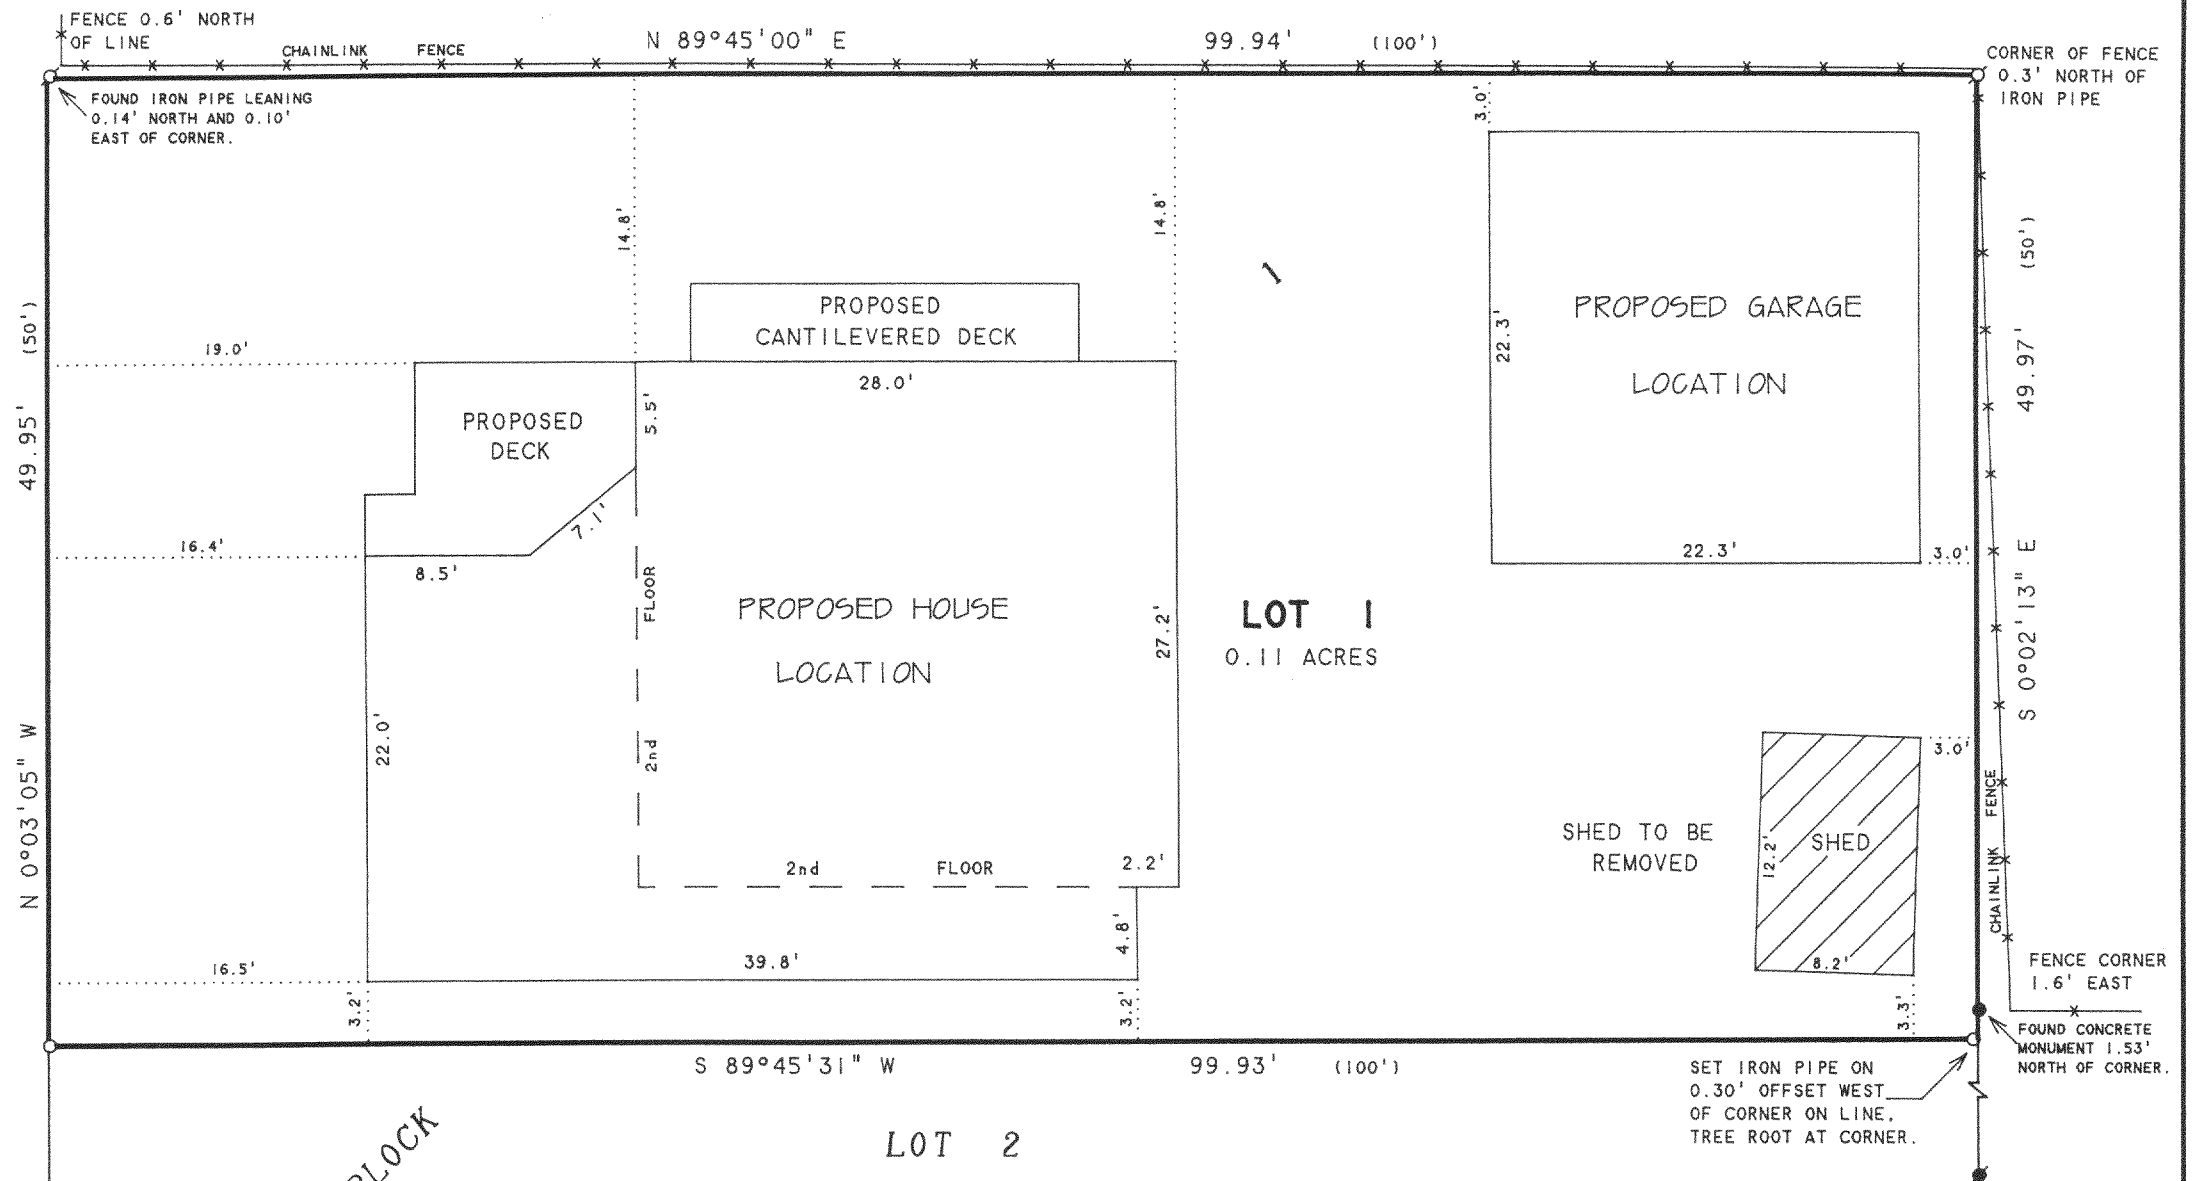 FENCE 0.6' NORTH
OF LINE
CHAINLINK FENCE
N 89°45'00" E
99.94' (100')
CORNER OF FENCE
0.3' NORTH OF
IRON PIPE
FOUND IRON PIPE LEANING
0.14' NORTH AND 0.10'
EAST OF CORNER.
3.0'
14.8'
14.8'
1
(50')
49.97'
S 0°02'13" E
PROPOSED
CANTILEVERED DECK
PROPOSED GARAGE
LOCATION
22.3'
22.3'
3.0'
(50')
49.95'
N 0°03'05" W
19.0'
28.0'
5.5'
PROPOSED
DECK
16.4'
8.5'
7.1'
FLOOR
2nd
PROPOSED HOUSE
LOCATION
27.2'
LOT 1
0.11 ACRES
22.0'
3.0'
SHED TO BE
REMOVED
12.2'
SHED
8.2'
3.3'
CHAINLINK FENCE
2nd FLOOR
2.2'
4.8'
39.8'
16.5'
3.2'
3.2'
FENCE CORNER
1.6' EAST
FOUND CONCRETE
MONUMENT 1.53'
NORTH OF CORNER.
S 89°45'31" W
99.93' (100')
SET IRON PIPE ON
0.30' OFFSET WEST
OF CORNER ON LINE.
TREE ROOT AT CORNER.
LOT 2
BLOCK